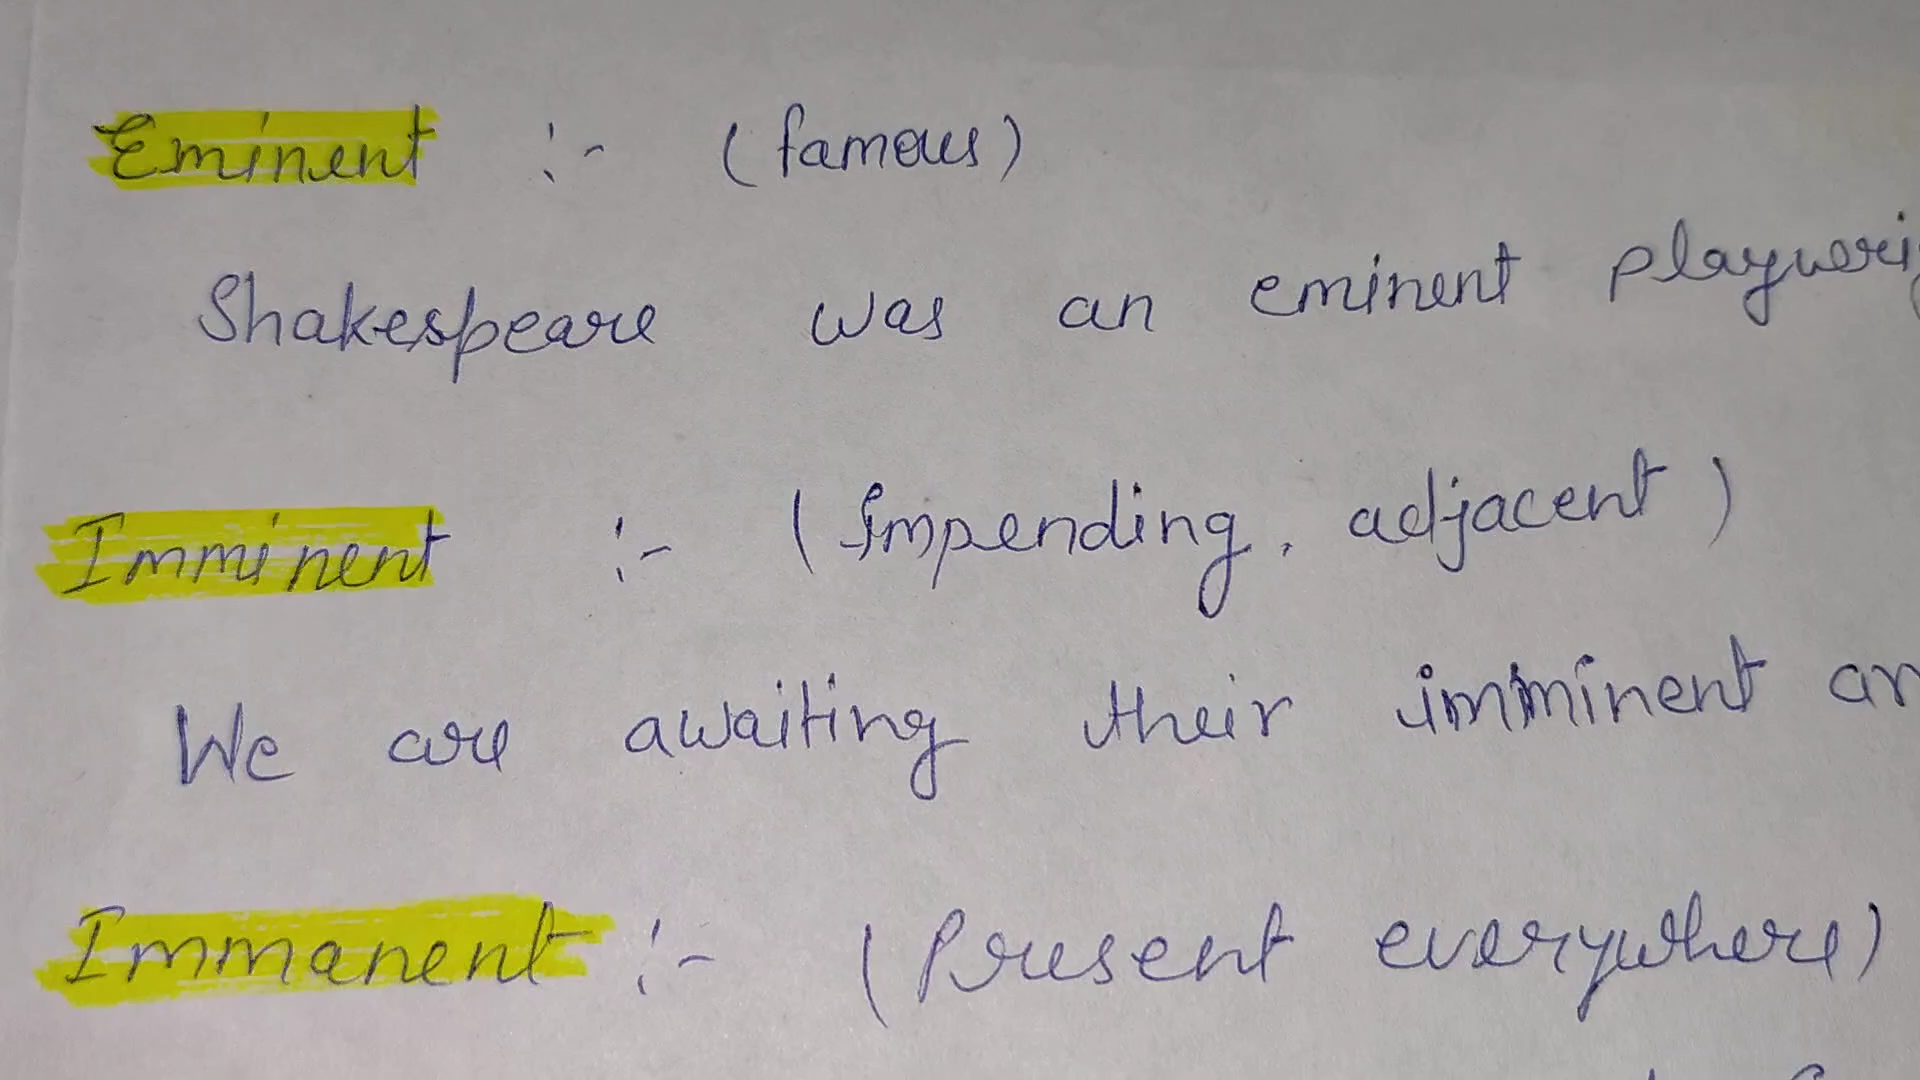 Eminent :- (famous)
Shakespeare was an eminent
Imminent :- (Impending, adjacent)
We are awaiting their imminent
Immanent :- (Present everywhere)